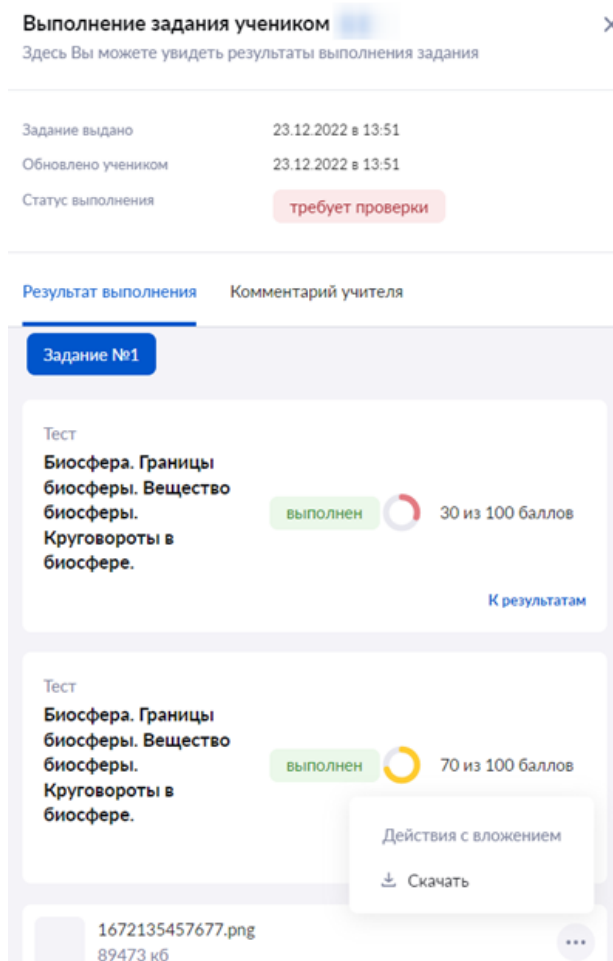 Выполнение задания учеником
Здесь Вы можете увидеть результаты выполнения задания
Задание выдано 23.12.2022 в 13:51
Обновлено учеником 23.12.2022 в 13:51
Статус выполнения требует проверки
Результат выполнения Комментарий учителя
Задание №1
Тест
Биосфера. Границы
биосферы. Вещество
биосферы.
Круговороты в
биосфере.
выполнен 30 из 100 баллов
К результатам
Тест
Биосфера. Границы
биосферы. Вещество
биосферы.
Круговороты в
биосфере.
выполнен 70 из 100 баллов
Действия с вложением
Скачать
1672135457677.png
89473 кб